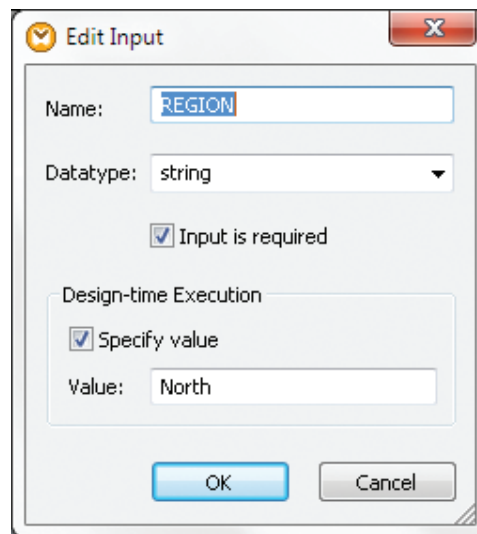 Edit Input
Name: REGION
Datatype: string
Input is required
Design-time Execution
Specify value
Value: North
OK Cancel